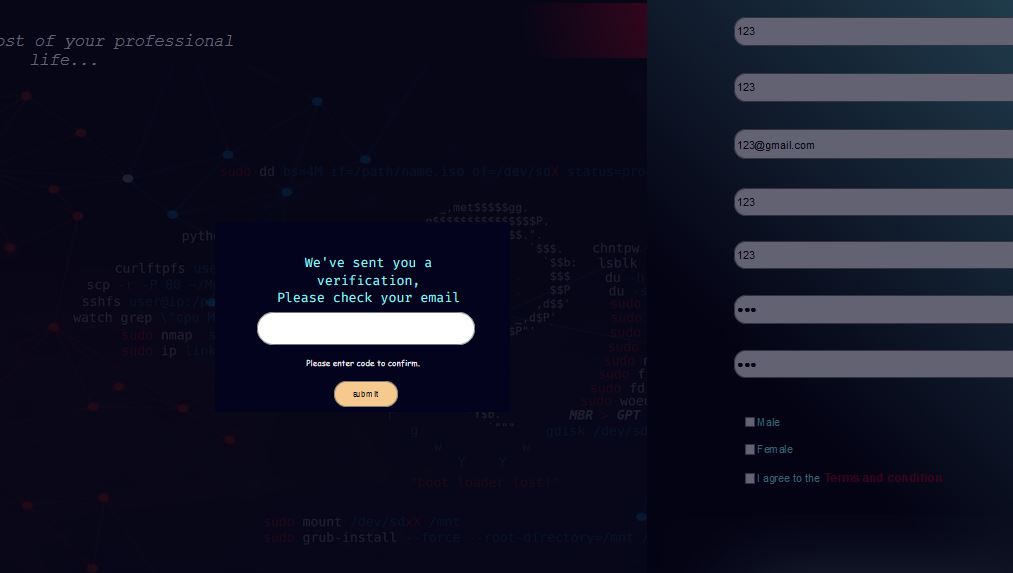 ost of your professional
life...
sudo dd bs=4M if=/path/name.iso of=/dev/sdX status=pro
_,met$$$$$gg.
$$$$$$$$$$$$$$$P,
pytho
$$.".
`$$$.
`$$b:
$$$
$$P
,d$$'
_,d$P'
$P"'
chntpw
lsblk
du -h
du -s
sudo
sudo
sudo
sudo
sudo
sudo
sudo fd
sudo woeu
curlftpfs use
scp -r -P 80 ~/M
sshfs user@ip:/pa
watch grep \"cpu M
sudo nmap s
sudo ip link
We've sent you a
verification,
Please check your email
Please enter code to confirm.
submit
Y$b.
`"""
MBR > GPT
g
gdisk /dev/sd
w w
Y Y
"boot loader lost!"
sudo mount /dev/sdxX /mnt
sudo grub-install --force --root-directory=/mnt /
123
123
123@gmail.com
123
123
•••
•••
Male
Female
I agree to the Terms and condition